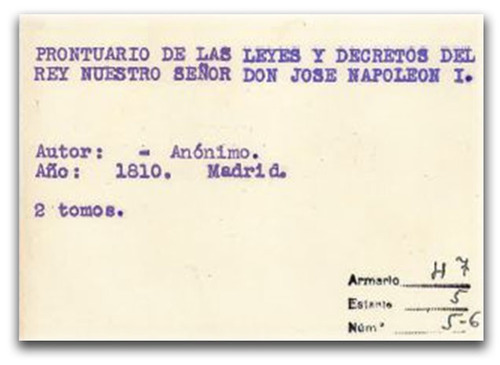 PRONTUARIO DE LAS LEYES Y DECRETOS DEL
REY NUESTRO SEÑOR DON JOSE NAPOLEON I.
Autor: - Anónimo.
Año: 1810. Madrid.
2 tomos.
Armario H 7
Estante 5
Núm° 5-6